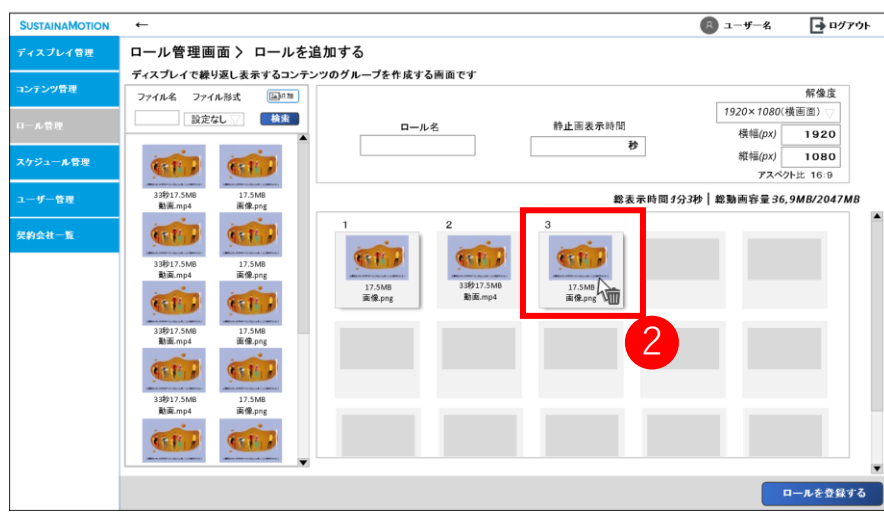 SUSTAINAMOTION
←
ユーザー名
ログアウト
ディスプレイ管理
コンテンツ管理
ロール管理
スケジュール管理
ユーザー管理
契約会社一覧
ロール管理画面 〉 ロールを追加する
ディスプレイで繰り返し表示するコンテンツのグループを作成する画面です
ファイル名 ファイル形式
設定なし 検索
33秒17.5MB 17.5MB
動画.mp4 画像.png
33秒17.5MB 17.5MB
動画.mp4 画像.png
33秒17.5MB 17.5MB
動画.mp4 画像.png
33秒17.5MB 17.5MB
動画.mp4 画像.png
ロール名
静止画表示時間
秒
解像度
1920×1080(横画面)
横幅(px) 1920
縦幅(px) 1080
アスペクト比 16:9
総表示時間1分3秒 | 総動画容量36,9MB/2047MB
1 2 3
17.5MB 33秒17.5MB 17.5MB
画像.png 動画.mp4 画像.png
2
ロールを登録する